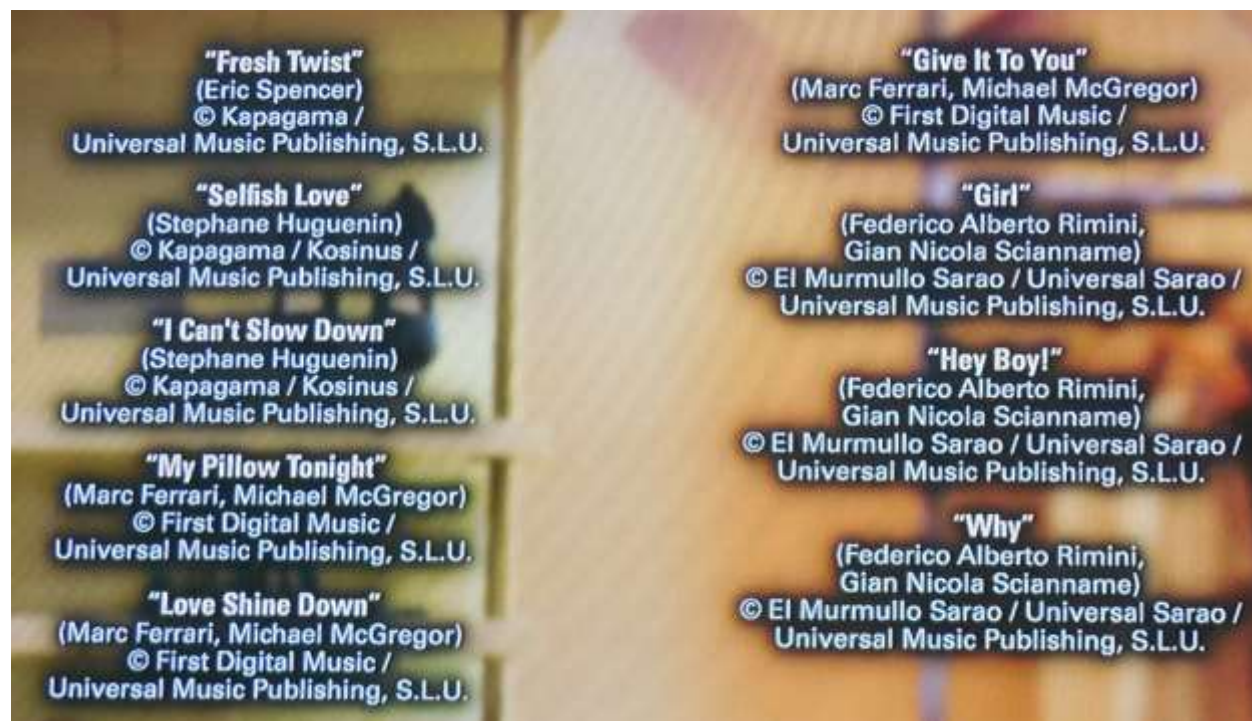 "Fresh Twist"
(Eric Spencer)
© Kapagama /
Universal Music Publishing, S.L.U.
"Selfish Love"
(Stephane Huguenin)
© Kapagama / Kosinus /
Universal Music Publishing, S.L.U.
"I Can't Slow Down"
(Stephane Huguenin)
© Kapagama / Kosinus /
Universal Music Publishing, S.L.U.
"My Pillow Tonight"
(Marc Ferrari, Michael McGregor)
© First Digital Music /
Universal Music Publishing, S.L.U.
"Love Shine Down"
(Marc Ferrari, Michael McGregor)
© First Digital Music /
Universal Music Publishing, S.L.U.
"Give It To You"
(Marc Ferrari, Michael McGregor)
© First Digital Music /
Universal Music Publishing, S.L.U.
"Girl"
(Federico Alberto Rimini,
Gian Nicola Scianname)
© El Murmullo Sarao / Universal Sarao /
Universal Music Publishing, S.L.U.
"Hey Boy!"
(Federico Alberto Rimini,
Gian Nicola Scianname)
© El Murmullo Sarao / Universal Sarao /
Universal Music Publishing, S.L.U.
"Why"
(Federico Alberto Rimini,
Gian Nicola Scianname)
© El Murmullo Sarao / Universal Sarao /
Universal Music Publishing, S.L.U.